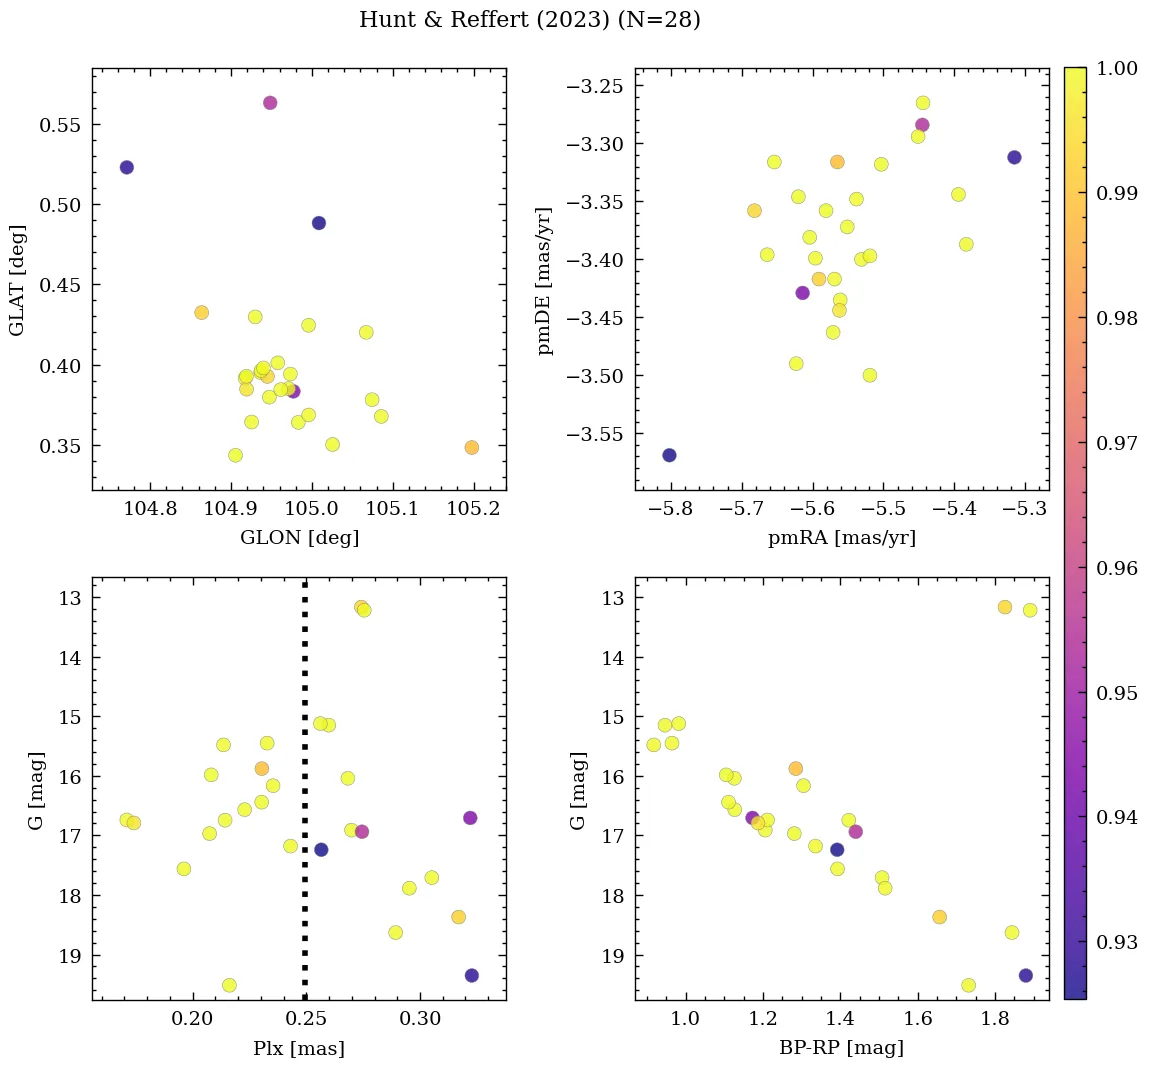 Hunt & Reffert (2023) (N=28)
GLAT [deg]
0.55
0.50
0.45
0.40
0.35
104.8 104.9 105.0 105.1 105.2
GLON [deg]
pmDE [mas/yr]
−3.25
−3.30
−3.35
−3.40
−3.45
−3.50
−3.55
−5.8 −5.7 −5.6 −5.5 −5.4 −5.3
pmRA [mas/yr]
G [mag]
13
14
15
16
17
18
19
0.20 0.25 0.30
Plx [mas]
G [mag]
13
14
15
16
17
18
19
1.0 1.2 1.4 1.6 1.8
BP-RP [mag]
1.00
0.99
0.98
0.97
0.96
0.95
0.94
0.93